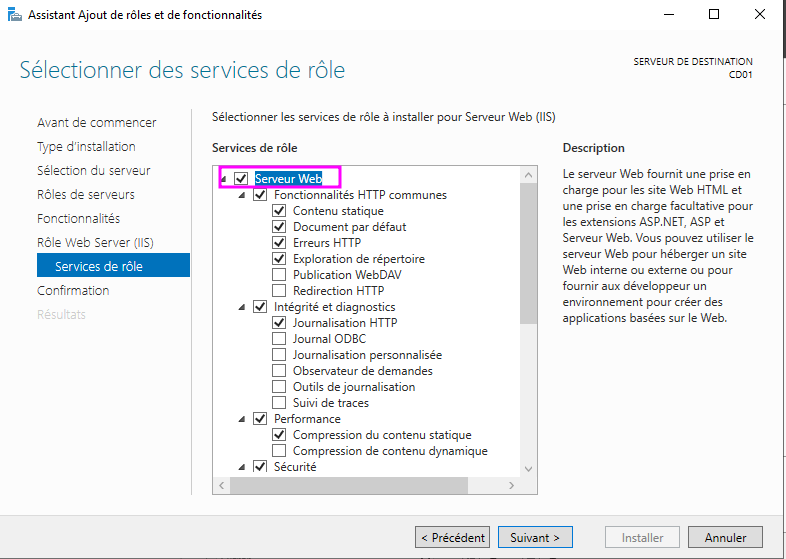 Assistant Ajout de rôles et de fonctionnalités
Sélectionner des services de rôle
SERVEUR DE DESTINATION
CD01
Avant de commencer
Type d'installation
Sélection du serveur
Rôles de serveurs
Fonctionnalités
Rôle Web Server (IIS)
Services de rôle
Confirmation
Résultats
Sélectionner les services de rôle à installer pour Serveur Web (IIS)
Services de rôle
Serveur Web
Fonctionnalités HTTP communes
Contenu statique
Document par défaut
Erreurs HTTP
Exploration de répertoire
Publication WebDAV
Redirection HTTP
Intégrité et diagnostics
Journalisation HTTP
Journal ODBC
Journalisation personnalisée
Observateur de demandes
Outils de journalisation
Suivi de traces
Performance
Compression du contenu statique
Compression de contenu dynamique
Sécurité
Description
Le serveur Web fournit une prise en
charge pour les site Web HTML et
une prise en charge facultative pour
les extensions ASP.NET, ASP et
Serveur Web. Vous pouvez utiliser le
serveur Web pour héberger un site
Web interne ou externe ou pour
fournir aux développeur un
environnement pour créer des
applications basées sur le Web.
< Précédent
Suivant >
Installer
Annuler